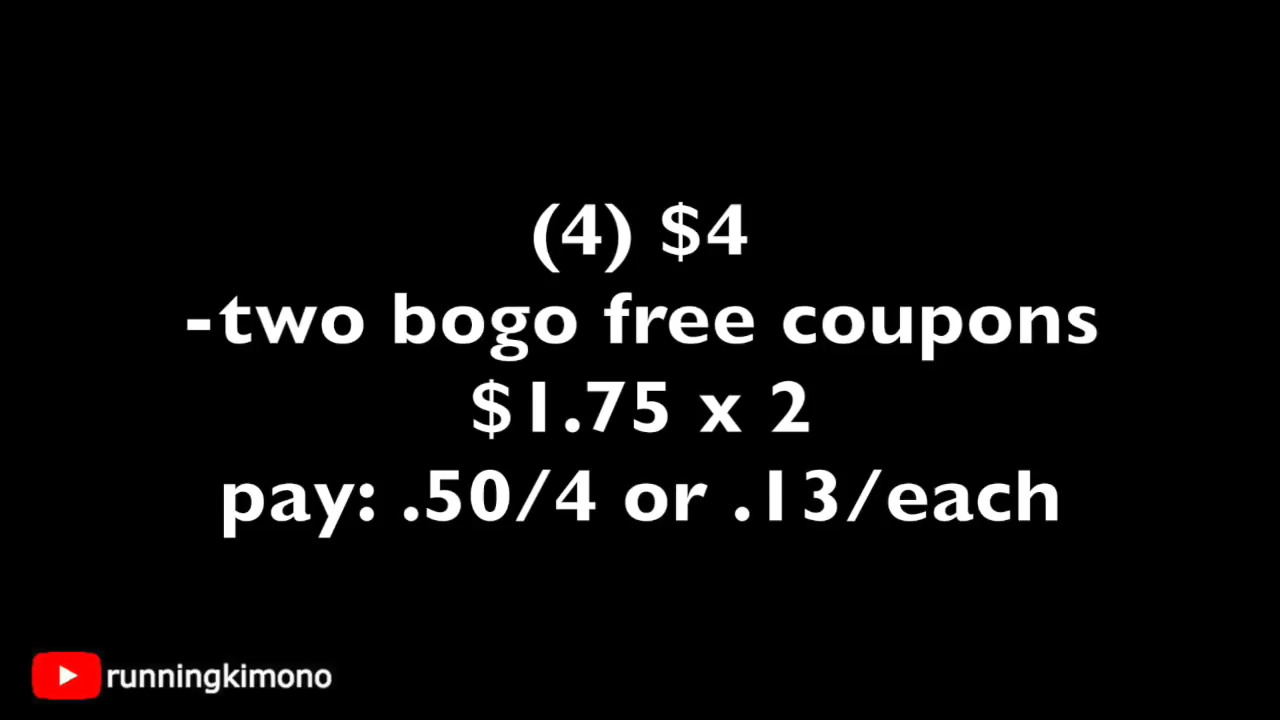 (4) $4
-two bogo free coupons
$1.75 x 2
pay: .50/4 or .13/each
runningkimono